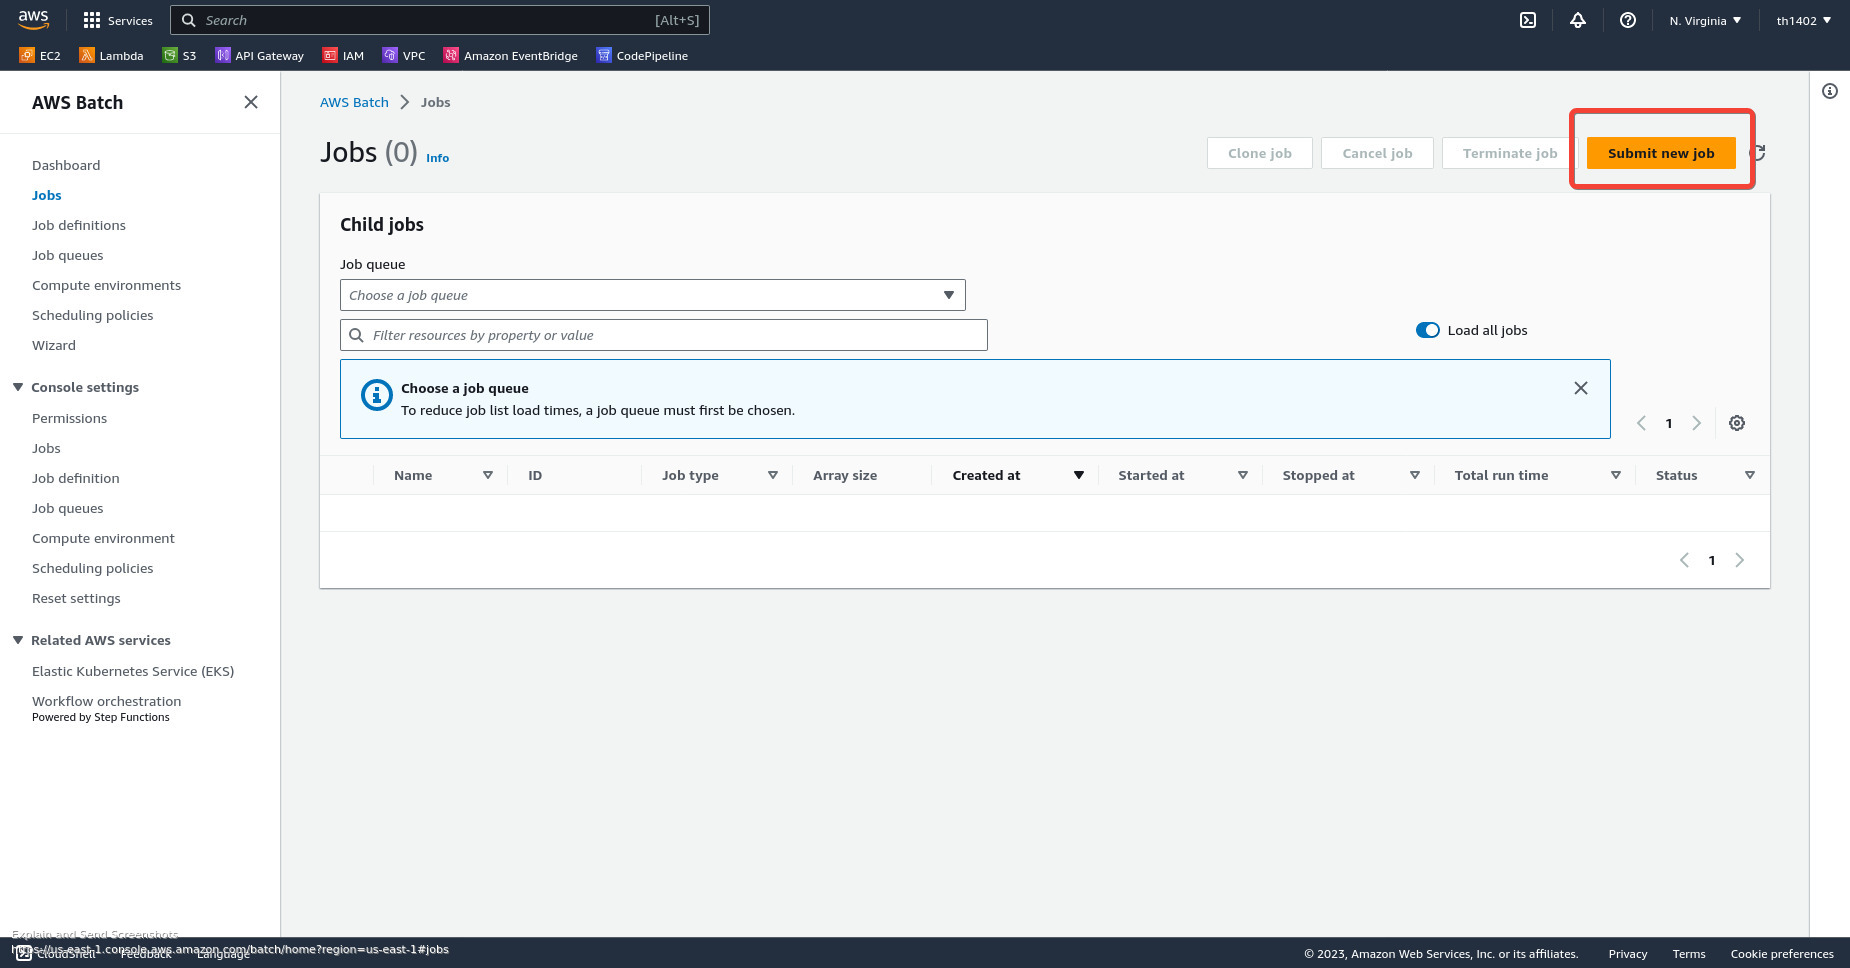 aws Services Search [Alt+S] N. Virginia th1402
EC2 Lambda S3 API Gateway IAM VPC Amazon EventBridge CodePipeline
AWS Batch
Dashboard
Jobs
Job definitions
Job queues
Compute environments
Scheduling policies
Wizard
Console settings
Permissions
Jobs
Job definition
Job queues
Compute environment
Scheduling policies
Reset settings
Related AWS services
Elastic Kubernetes Service (EKS)
Workflow orchestration
Powered by Step Functions
AWS Batch Jobs
Jobs (0) Info
Clone job Cancel job Terminate job Submit new job
Child jobs
Job queue
Choose a job queue
Filter resources by property or value
Load all jobs
Choose a job queue
To reduce job list load times, a job queue must first be chosen.
1
Name ID Job type Array size Created at Started at Stopped at Total run time Status
1
Explain and Send Screenshots
https://us-east-1.console.aws.amazon.com/batch/home?region=us-east-1#jobs
CloudShell Feedback Language
© 2023, Amazon Web Services, Inc. or its affiliates. Privacy Terms Cookie preferences